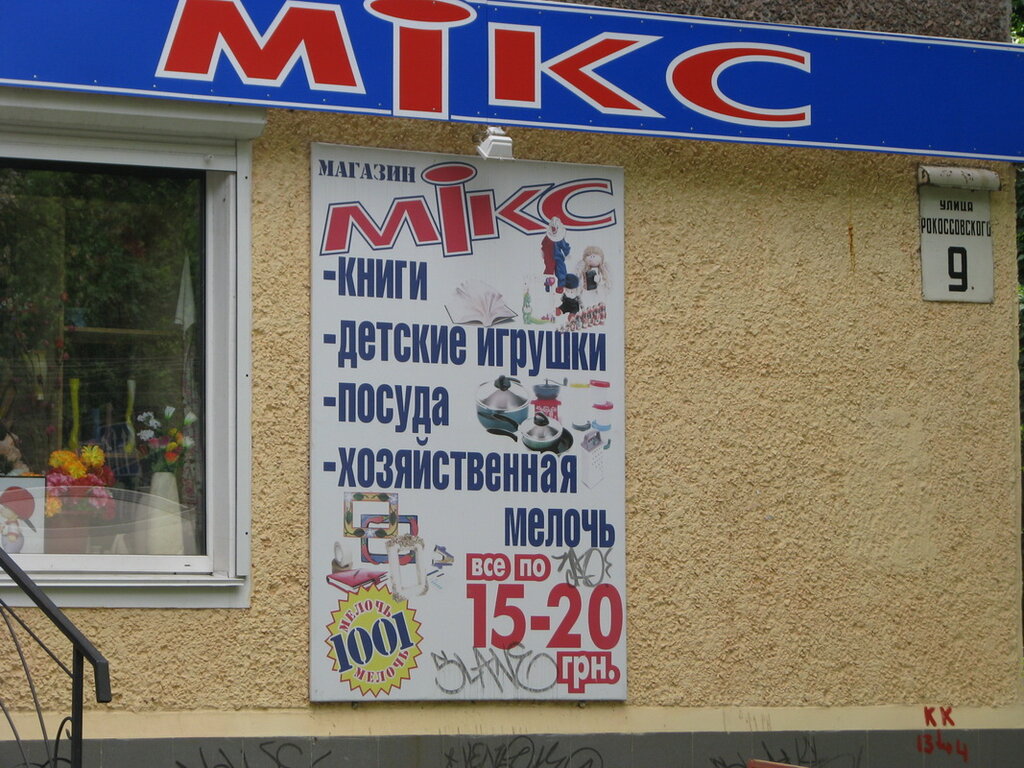 МІКС
МАГАЗИН
МІКС
-КНИГИ
-ДЕТСКИЕ ИГРУШКИ
-ПОСУДА
-ХОЗЯЙСТВЕННАЯ
МЕЛОЧЬ
ВСЕ ПО
15-20
ГРН.
МЕЛОЧЬ
1001
МЕЛОЧЬ
УЛИЦА
РОКОССОВСКОГО
9
КК